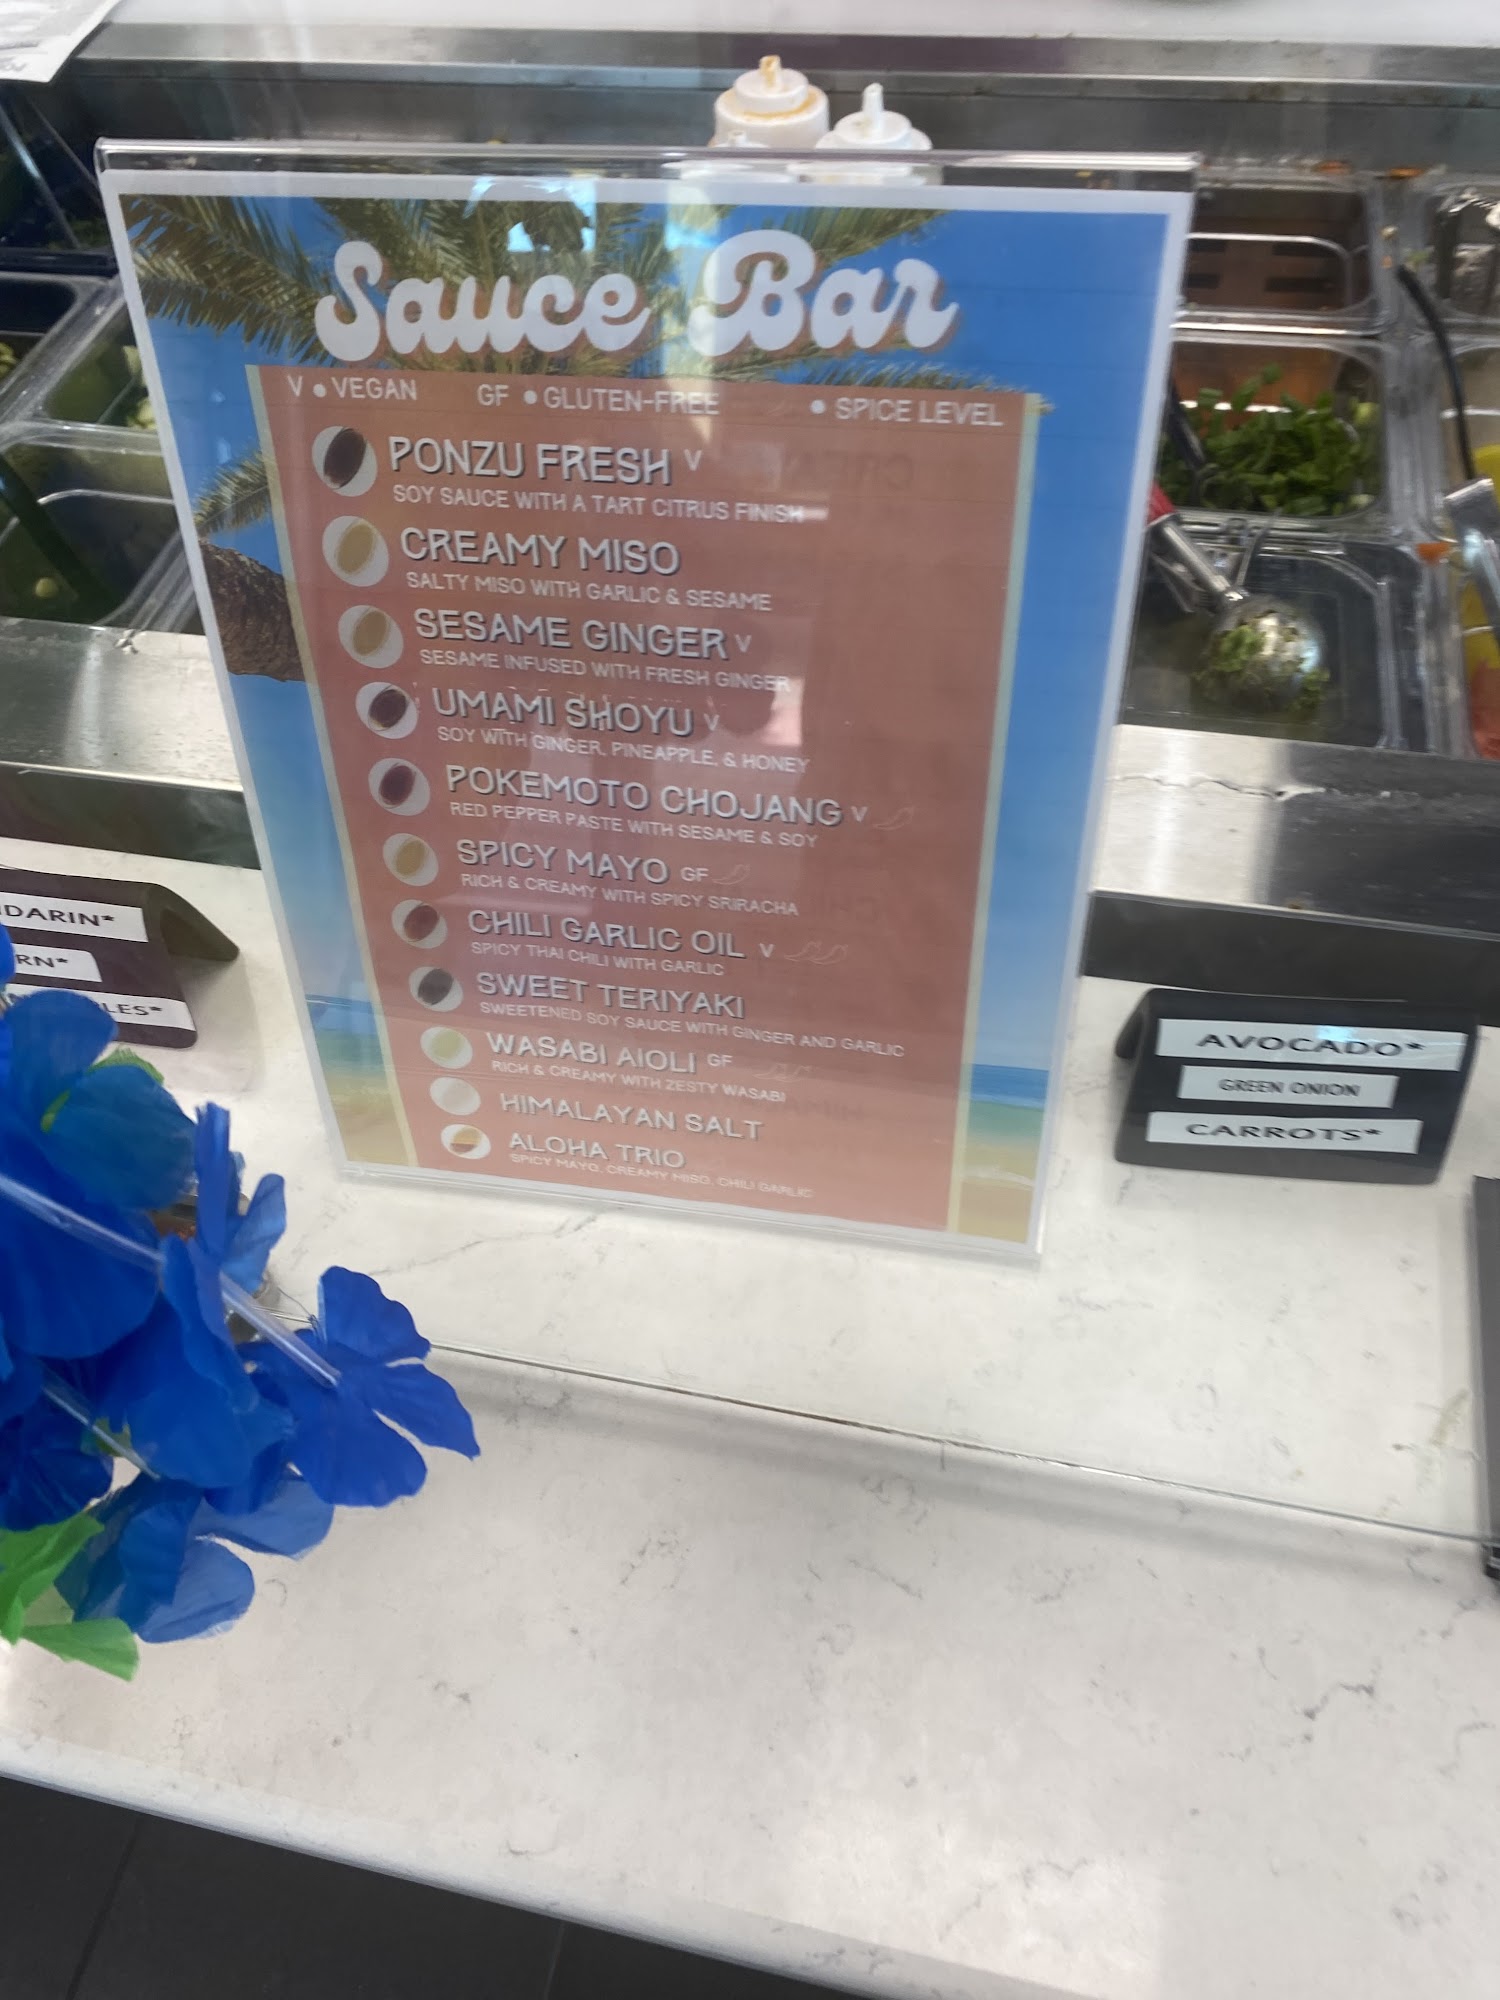 Sauce Bar
V • VEGAN GF • GLUTEN-FREE • SPICE LEVEL
PONZU FRESH V
SOY SAUCE WITH A TART CITRUS FINISH
CREAMY MISO
SALTY MISO WITH GARLIC & SESAME
SESAME GINGER V
SESAME INFUSED WITH FRESH GINGER
UMAMI SHOYU V
SOY WITH GINGER, PINEAPPLE, & HONEY
POKEMOTO CHOJANG V
RED PEPPER PASTE WITH SESAME & SOY
SPICY MAYO GF
RICH & CREAMY WITH SPICY SRIRACHA
CHILI GARLIC OIL V
SPICY THAI CHILI WITH GARLIC
SWEET TERIYAKI
SWEETENED SOY SAUCE WITH GINGER AND GARLIC
WASABI AIOLI GF
RICH & CREAMY WITH ZESTY WASABI
HIMALAYAN SALT
ALOHA TRIO
SPICY MAYO, CREAMY MISO, CHILI GARLIC
DARIN*
RN*
LES*
AVOCADO*
GREEN ONION
CARROTS*